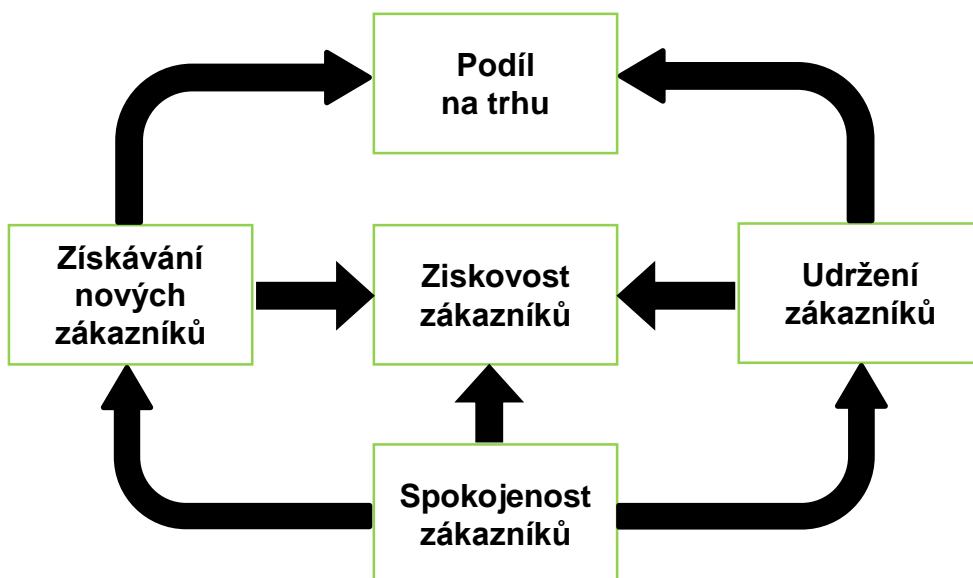 Podíl
na trhu
Získávání
nových
zákazníků
Ziskovost
zákazníků
Udržení
zákazníků
Spokojenost
zákazníků